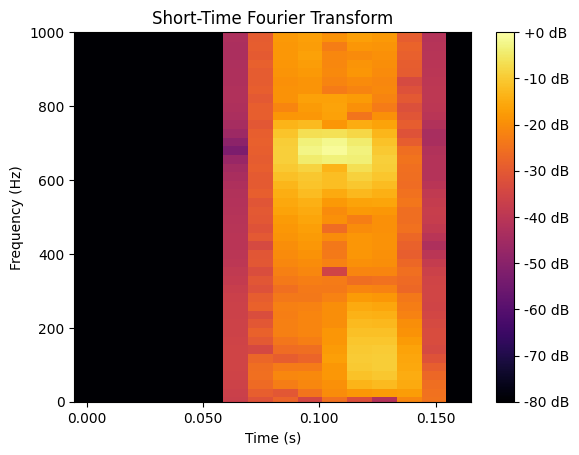 Short-Time Fourier Transform
1000
800
600
400
200
0
Frequency (Hz)
0.000
0.050
0.100
0.150
Time (s)
+0 dB
-10 dB
-20 dB
-30 dB
-40 dB
-50 dB
-60 dB
-70 dB
-80 dB